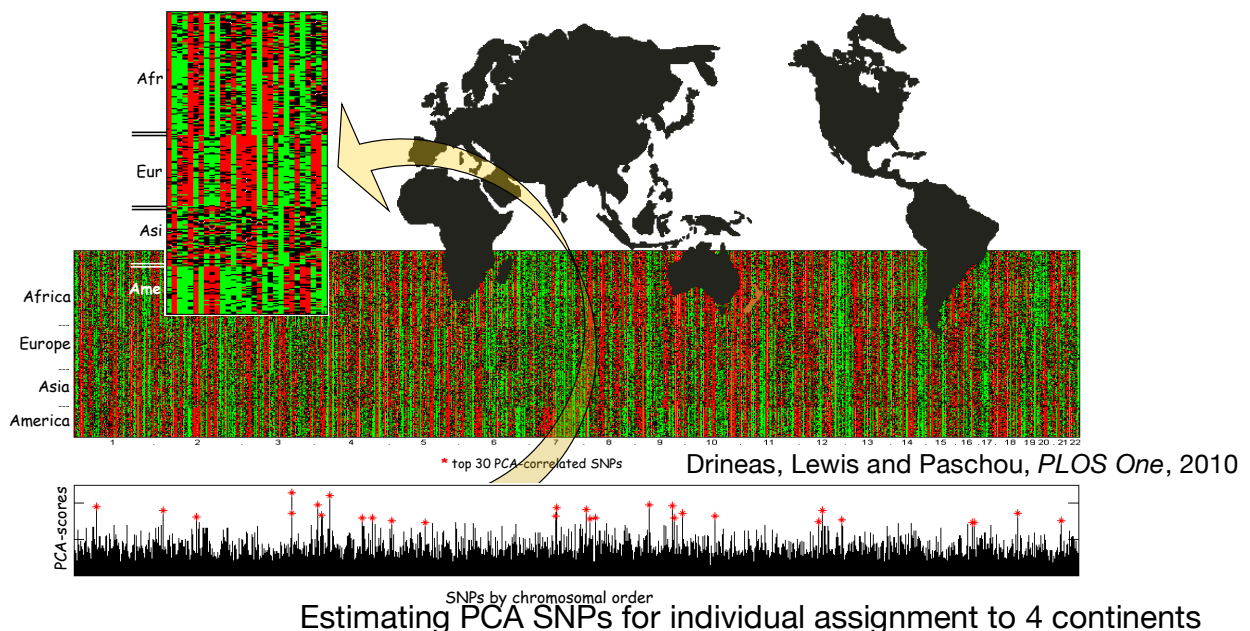 Afr
Eur
Asi
Ame
Africa
---
Europe
---
Asia
---
America
1 . 2 . 3 . 4 . 5 . 6 . 7 . 8 . 9 . 10 . 11 . 12 . 13 . 14 . 15 . 16 . 17 . 18 . 19 . 20 . 21 22
* top 30 PCA-correlated SNPs
Drineas, Lewis and Paschou, PLOS One, 2010
PCA-scores
SNPs by chromosomal order
Estimating PCA SNPs for individual assignment to 4 continents